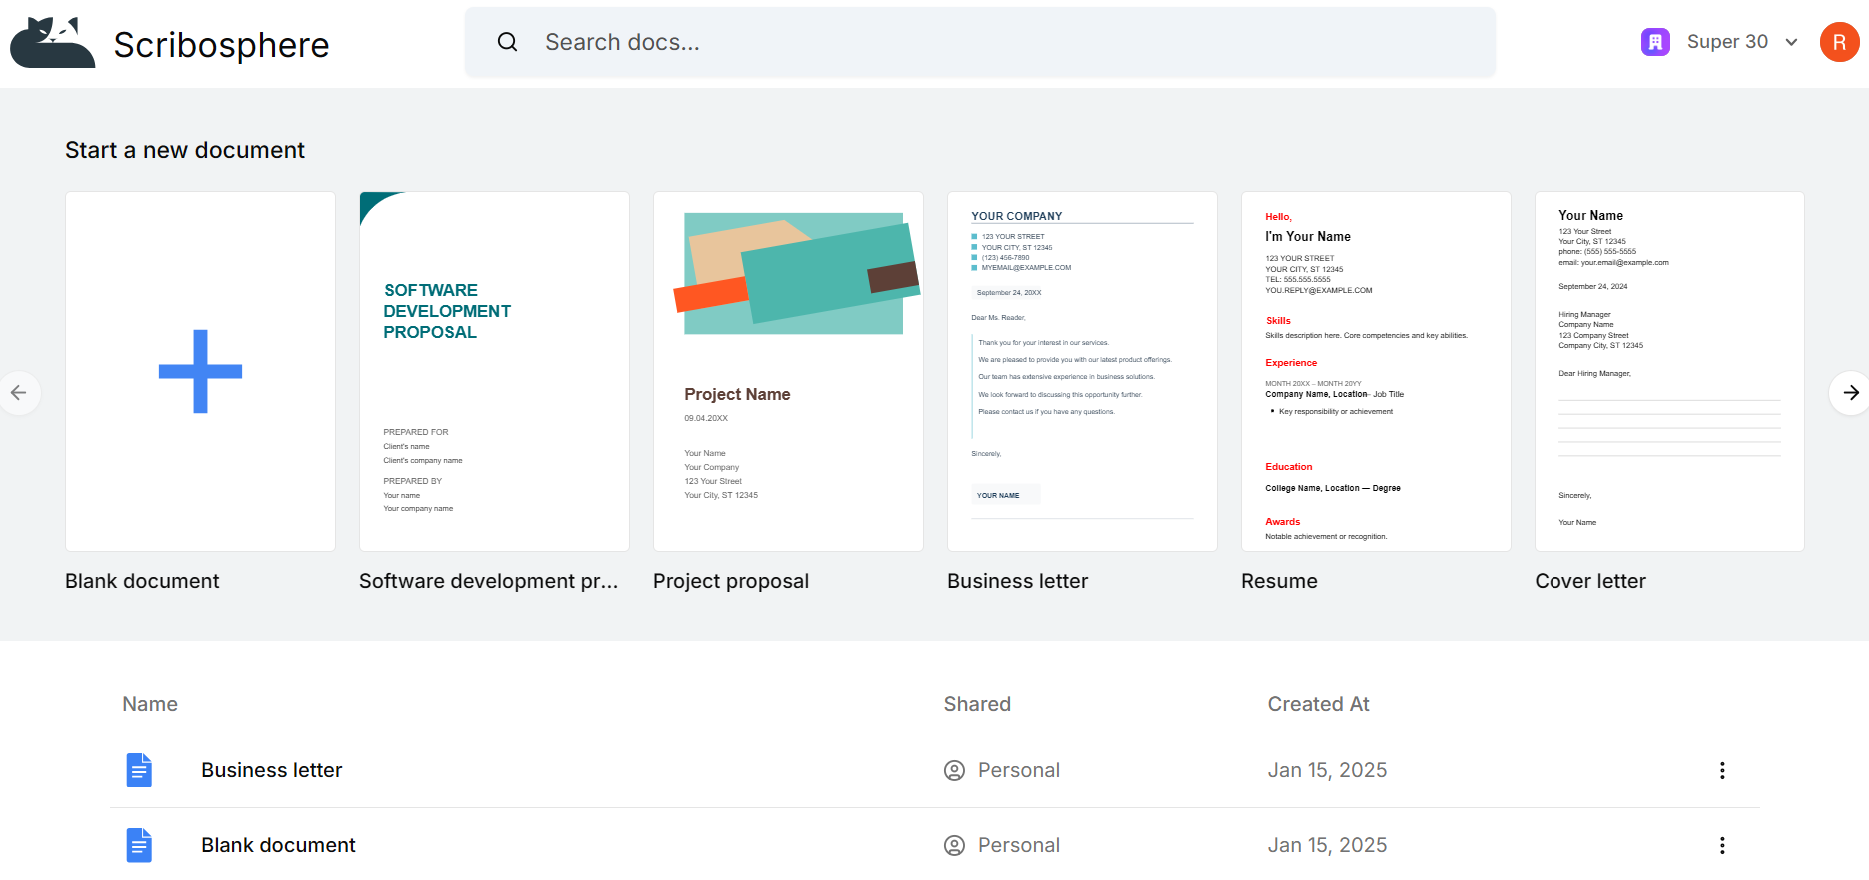 Scribosphere
Search docs...
Super 30
R
Start a new document
SOFTWARE
DEVELOPMENT
PROPOSAL
PREPARED FOR
Client's name
Client's company name
PREPARED BY
Your name
Your company name
Project Name
09.04.20XX
Your Name
Your Company
123 Your Street
Your City, ST 12345
YOUR COMPANY
123 YOUR STREET
YOUR CITY, ST 12345
(123) 456-7890
MYEMAIL@EXAMPLE.COM
September 24, 20XX
Dear Ms. Reader,
Thank you for your interest in our services.
We are pleased to provide you with our latest product offerings.
Our team has extensive experience in business solutions.
We look forward to discussing this opportunity further.
Please contact us if you have any questions.
Sincerely,
YOUR NAME
Hello,
I'm Your Name
123 YOUR STREET
YOUR CITY, ST 12345
TEL: 555.555.5555
YOU.REPLY@EXAMPLE.COM
Skills
Skills description here. Core competencies and key abilities.
Experience
MONTH 20XX – MONTH 20YY
Company Name, Location– Job Title
• Key responsibility or achievement
Education
College Name, Location — Degree
Awards
Notable achievement or recognition.
Your Name
123 Your Street
Your City, ST 12345
phone: (555) 555-5555
email: your.email@example.com
September 24, 2024
Hiring Manager
Company Name
123 Company Street
Company City, ST 12345
Dear Hiring Manager,
Sincerely,
Your Name
Blank document
Software development pr...
Project proposal
Business letter
Resume
Cover letter
Name Shared Created At
Business letter Personal Jan 15, 2025
Blank document Personal Jan 15, 2025